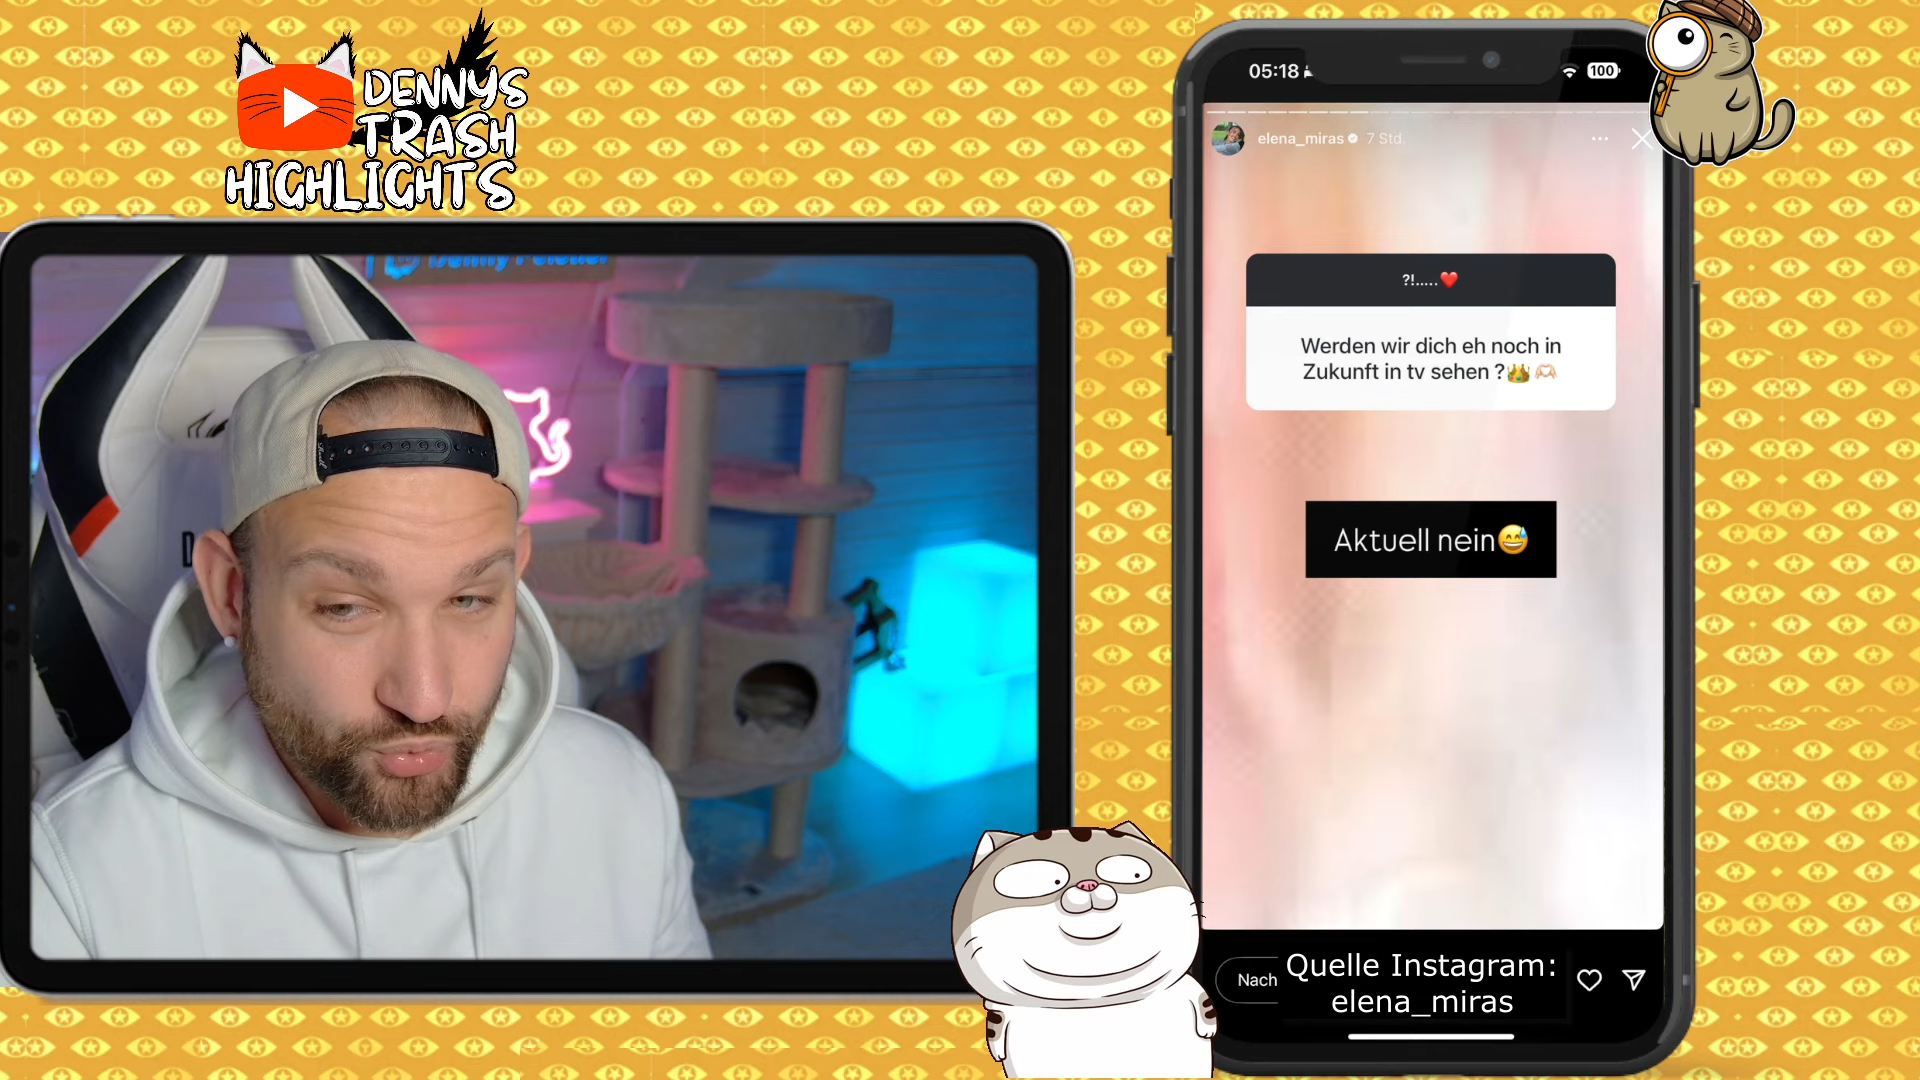 DENNYS
TRASH
HIGHLIGHTS
05:18
100
elena_miras 7 Std.
?!.....❤️
Werden wir dich eh noch in
Zukunft in tv sehen ?👑🫶🏻
Aktuell nein😅
Nach
Quelle Instagram:
elena_miras